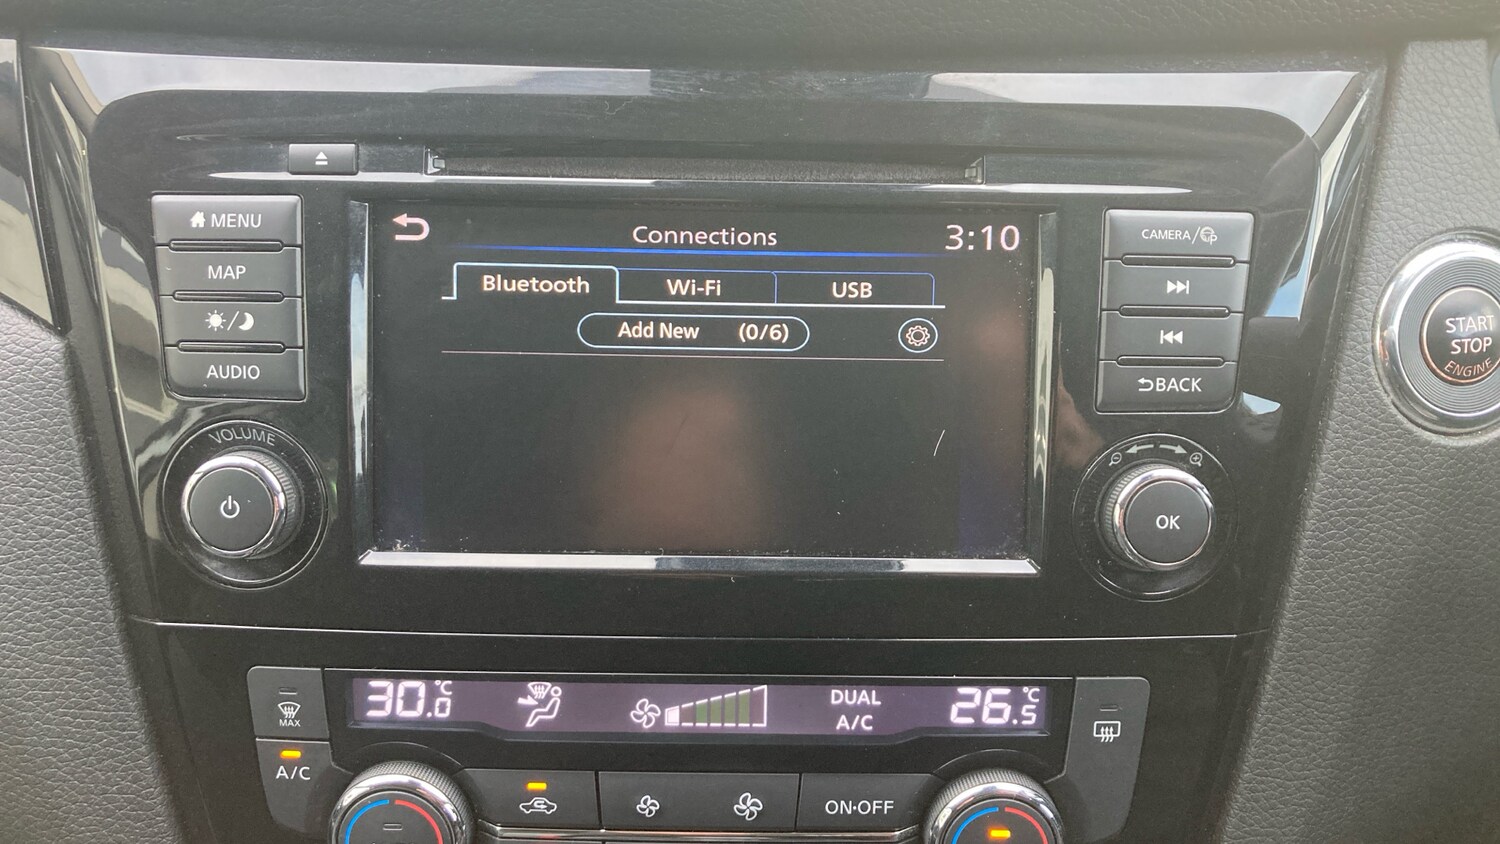 MENU
MAP
AUDIO
VOLUME
Connections
3:10
Bluetooth
Wi-Fi
USB
Add New (0/6)
CAMERA/
BACK
OK
START
STOP
ENGINE
MAX
A/C
30.0°C
DUAL
A/C
26.5°C
ON·OFF